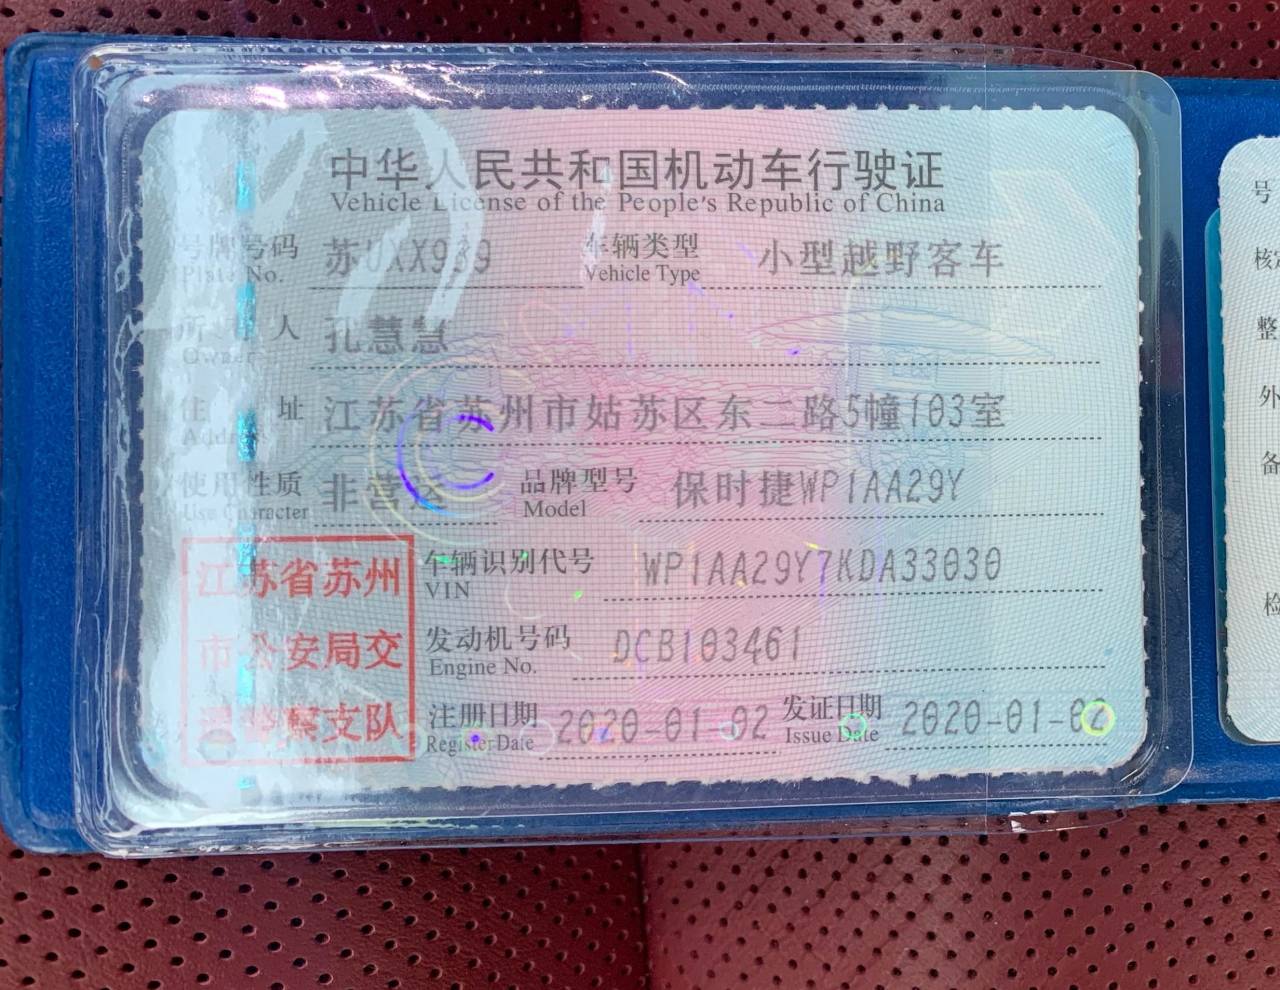 中华人民共和国机动车行驶证
Vehicle License of the People's Republic of China
号牌号码 苏UXX939 车辆类型 小型越野客车
Plate No. Vehicle Type
所有人 孔慧慧
Owner
住址 江苏省苏州市姑苏区东二路5幢103室
Address
使用性质 非营运 品牌型号 保时捷WP1AA29Y
Use Character Model
江苏省苏州 车辆识别代号 WP1AA29Y7KDA33030
VIN
市公安局交 发动机号码 DCB103461
Engine No.
通警察支队 注册日期 2020-01-02 发证日期 2020-01-02
Register Date Issue Date
号
核定
整
外
备
检